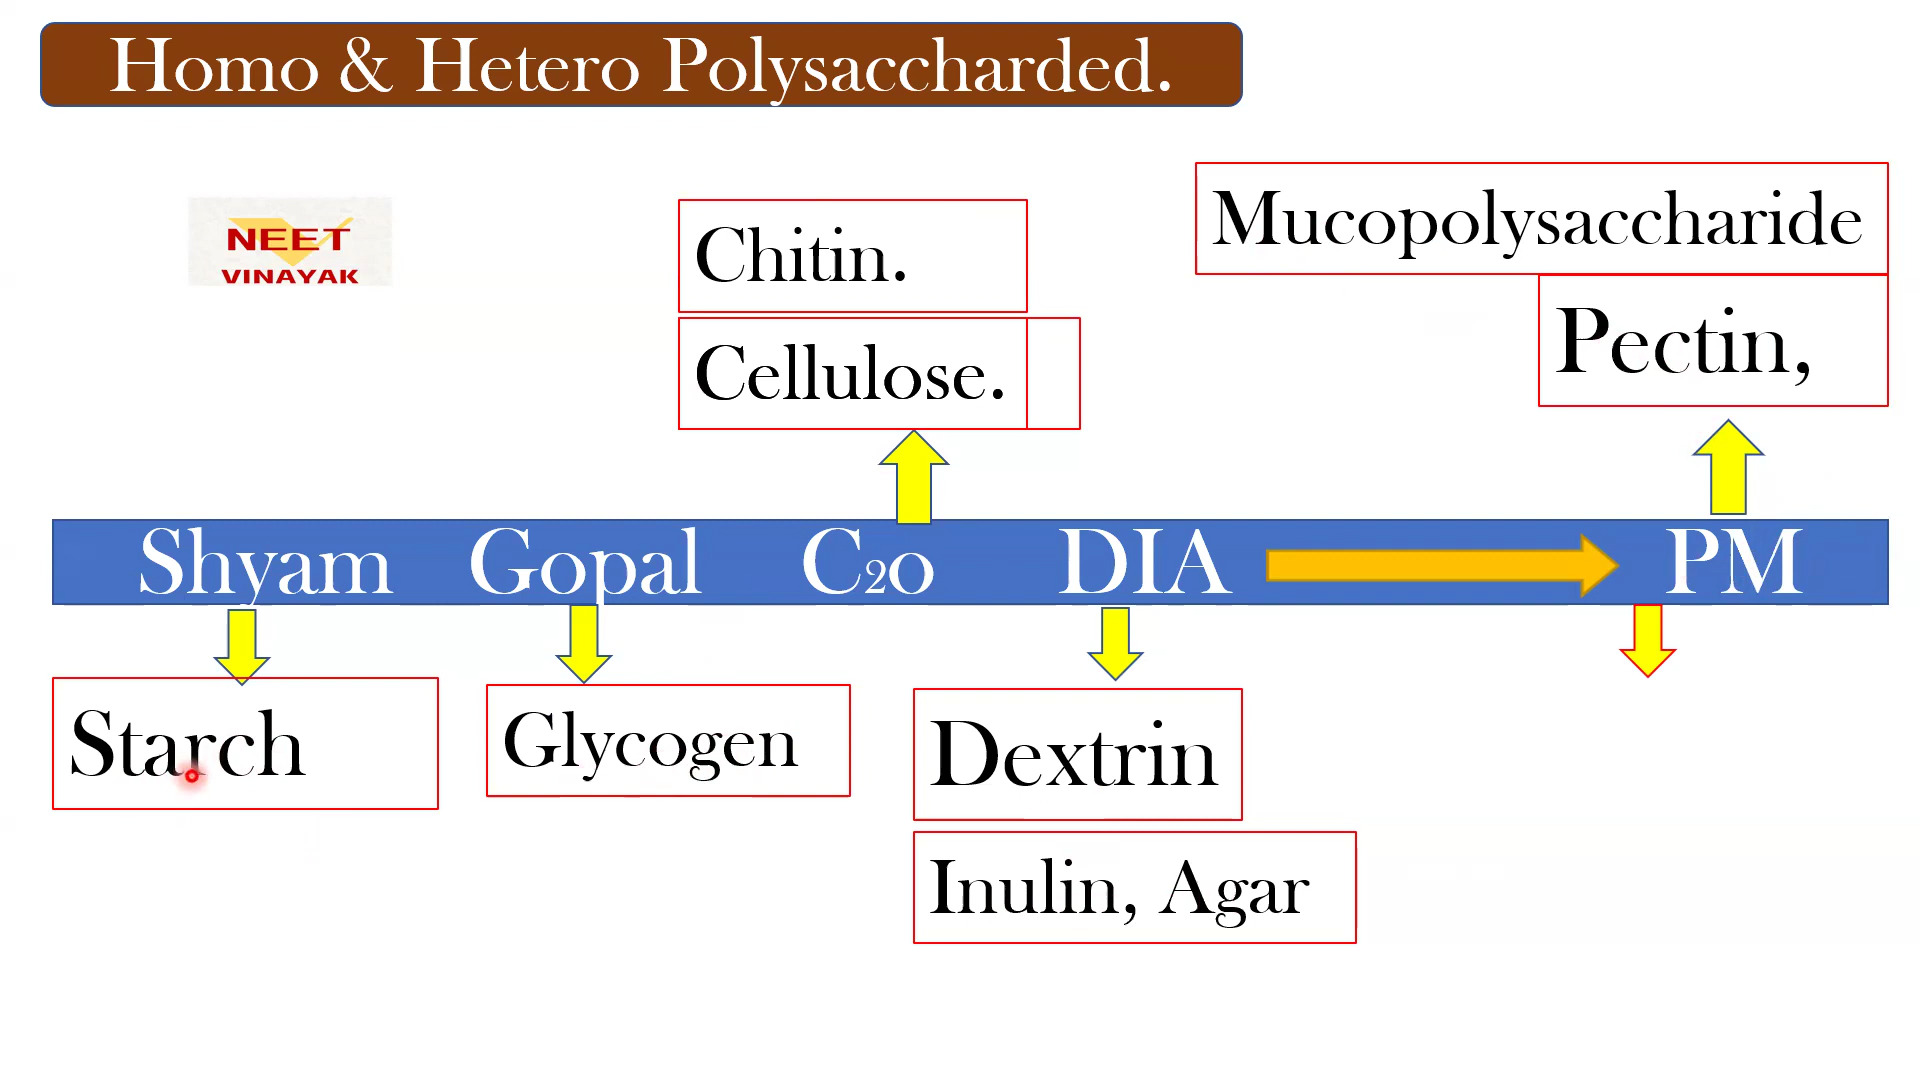 Homo & Hetero Polysaccharded.
NEET
VINAYAK
Chitin.
Cellulose.
Mucopolysaccharide
Pectin,
Shyam Gopal C2o DIA PM
Starch
Glycogen
Dextrin
Inulin, Agar